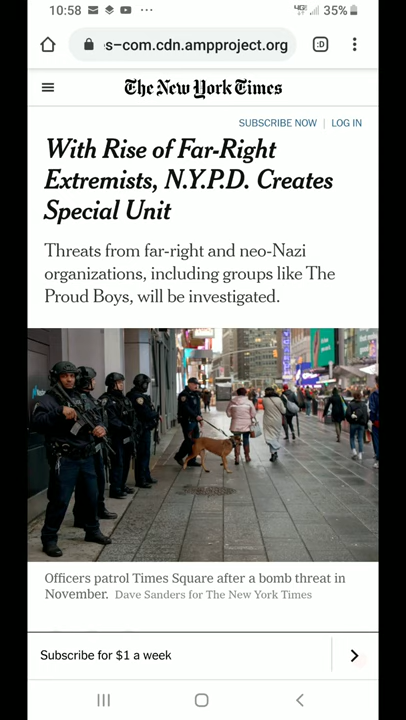 10:58 35%
s-com.cdn.ampproject.org :D
The New York Times
SUBSCRIBE NOW | LOG IN
With Rise of Far-Right
Extremists, N.Y.P.D. Creates
Special Unit
Threats from far-right and neo-Nazi
organizations, including groups like The
Proud Boys, will be investigated.
Officers patrol Times Square after a bomb threat in
November. Dave Sanders for The New York Times
Subscribe for $1 a week